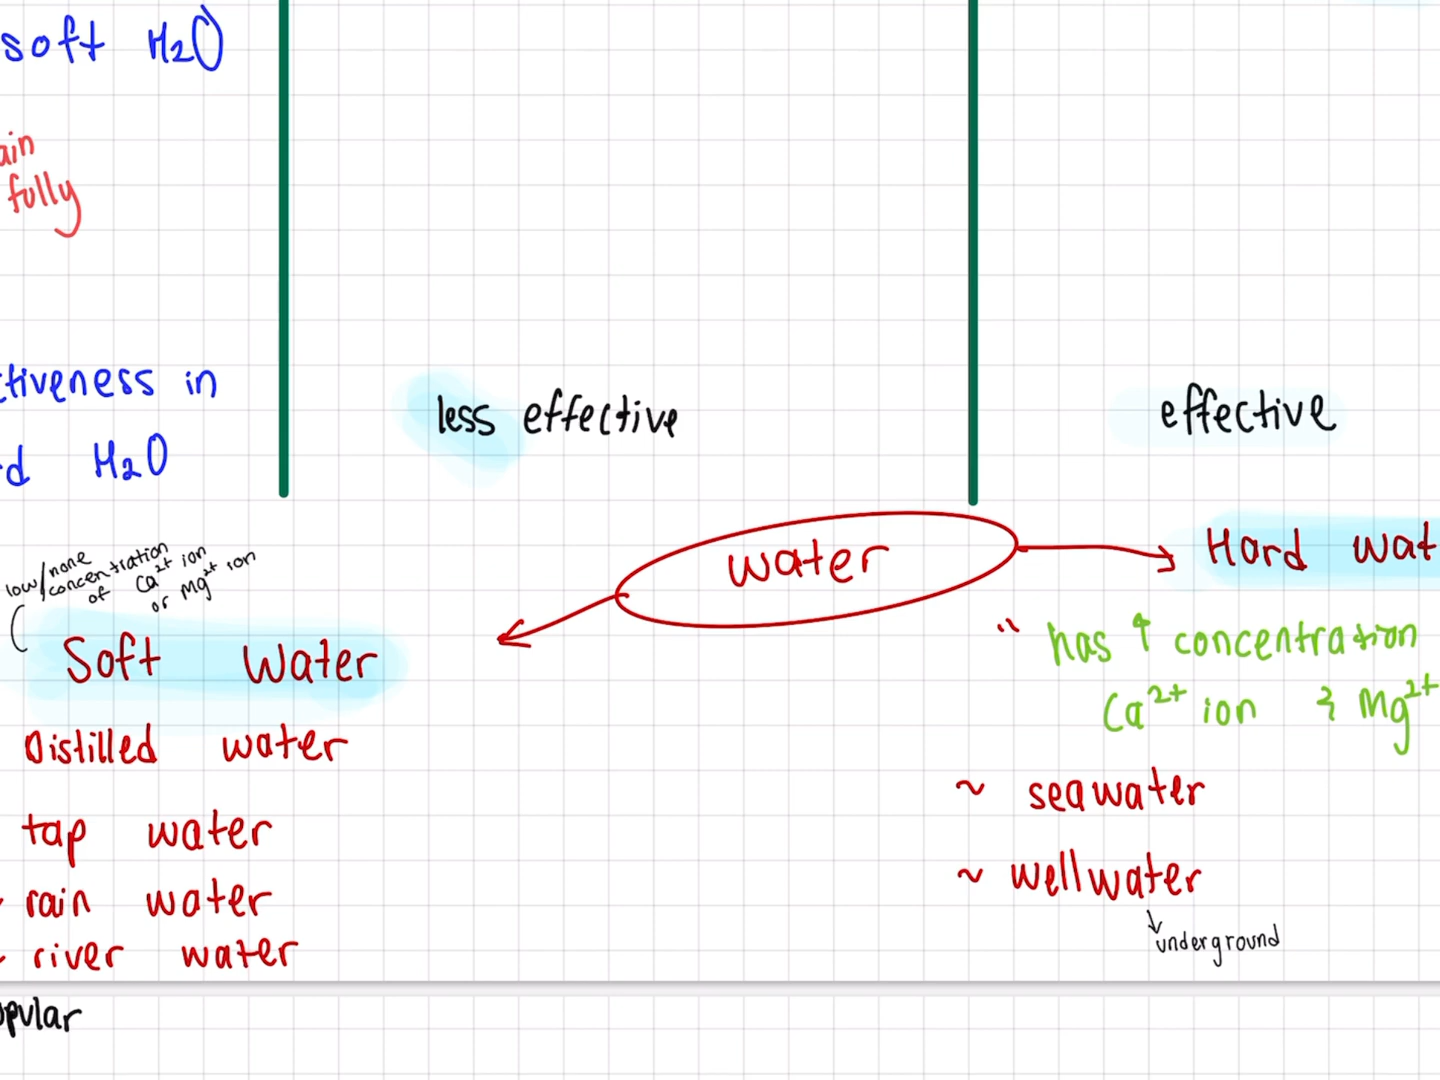 soft H2O
ain
fully
ctiveness in
d H2O
less effective
effective
water
low/none
concentration
of Ca2+ ion
or Mg2+ ion
Soft Water
Distilled water
tap water
rain water
river water
Hard wat
" has ↑ concentration
Ca2+ ion & Mg2+
~ seawater
~ wellwater
↓
underground
opular